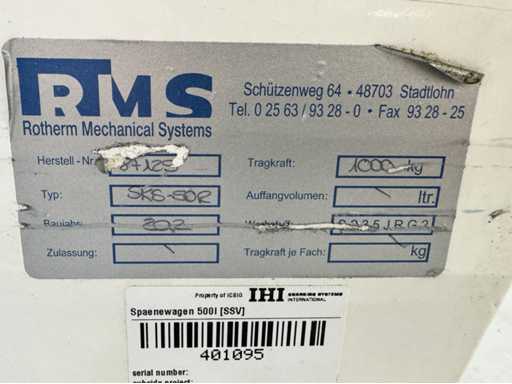 RMS
Rotherm Mechanical Systems
Schützenweg 64 - 48703 Stadtlohn
Tel. 0 25 63/ 93 28 - 0 • Fax 93 28 - 25
Herstell-Nr. Tragkraft: 1000 kg
Typ: SKS-50R Auffangvolumen: / ltr.
Baujahr
Zulassung: Tragkraft je Fach: kg
Property of ICBIG IHI CHARGING SYSTEMS INTERNATIONAL
Spaenewagen 500l [SSV]
401095
serial number: